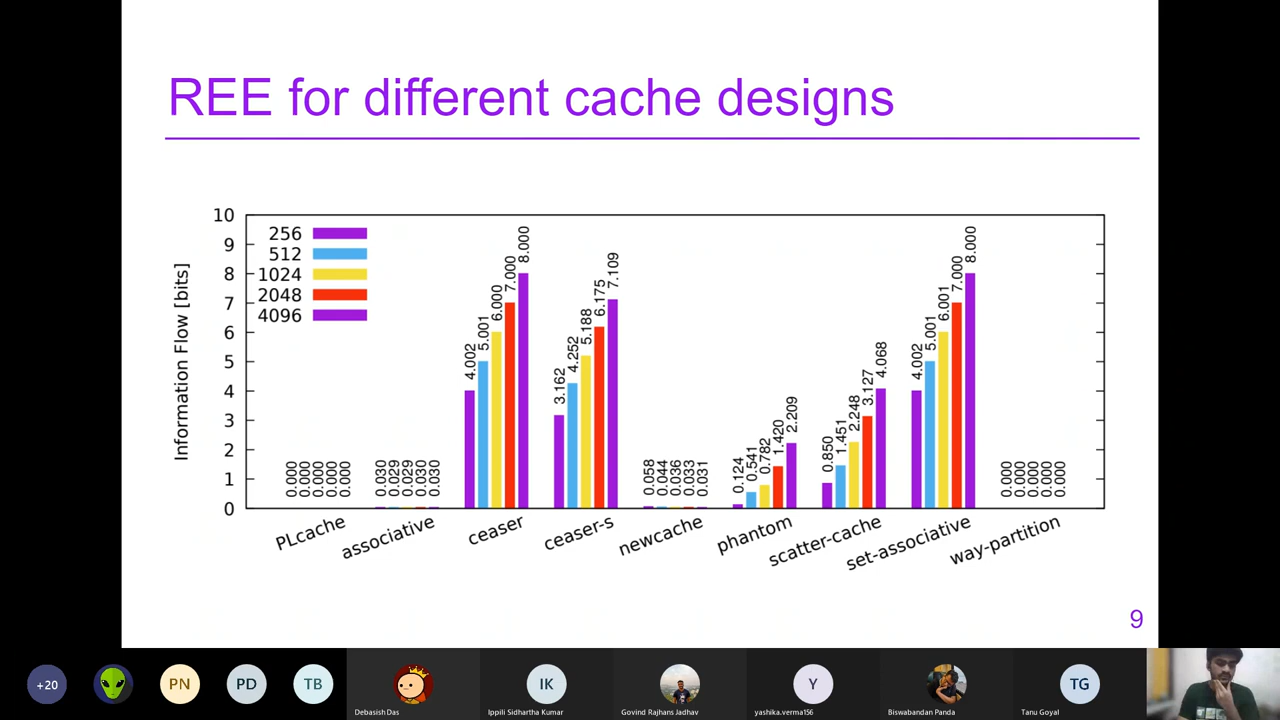 REE for different cache designs
Information Flow [bits]
10
9
8
7
6
5
4
3
2
1
0
256
512
1024
2048
4096
0.000
0.000
0.000
0.000
0.000
0.030
0.029
0.029
0.030
0.030
4.002
5.001
6.000
7.000
8.000
3.162
4.252
5.188
6.175
7.109
0.058
0.044
0.036
0.033
0.031
0.124
0.541
0.782
1.420
2.209
0.850
1.451
2.248
3.127
4.068
4.002
5.001
6.001
7.000
8.000
0.000
0.000
0.000
0.000
0.000
PLcache
associative
ceaser
ceaser-s
newcache
phantom
scatter-cache
set-associative
way-partition
9
+20
PN
PD
TB
Debasish Das
IK
Ippili Sidhartha Kumar
Govind Rajhans Jadhav
Y
yashika.verma156
Biswabandan Panda
TG
Tanu Goyal